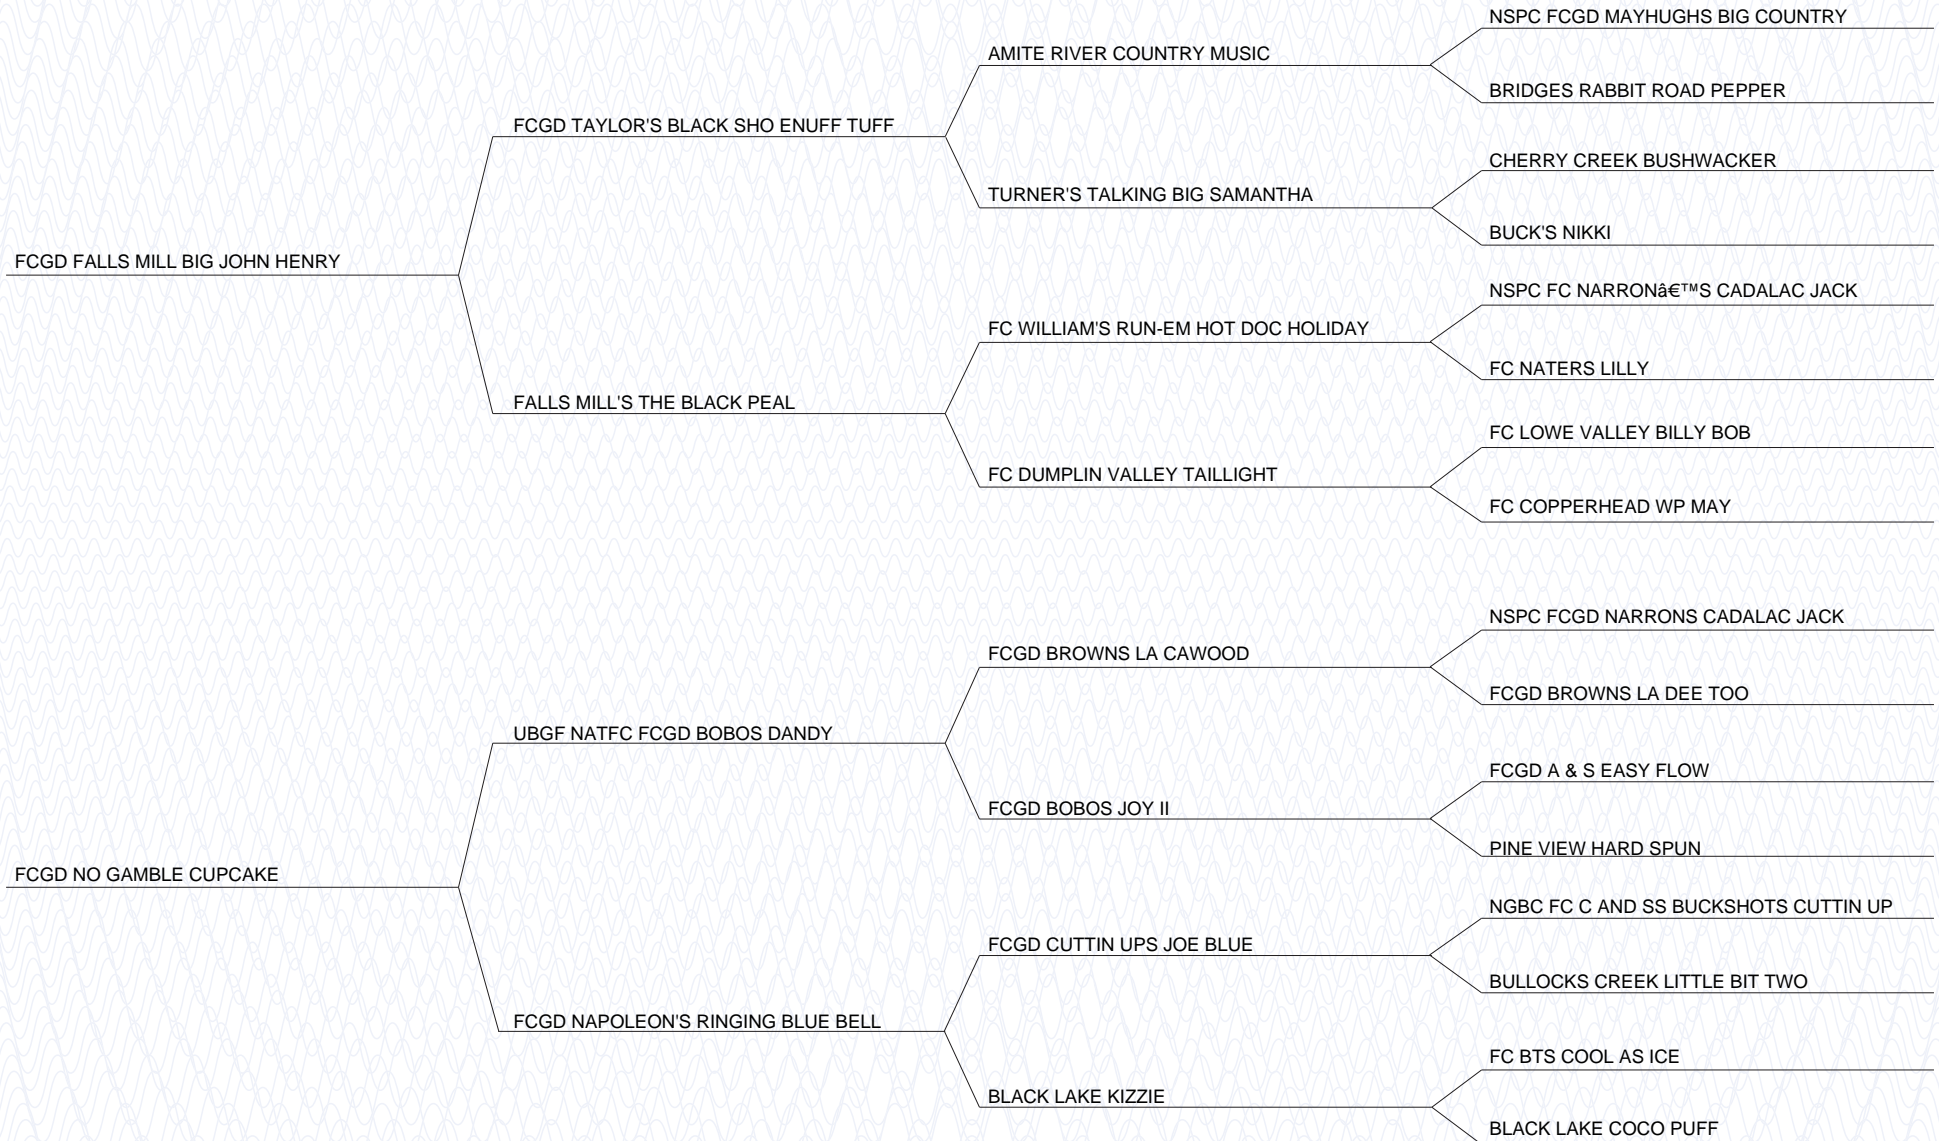 NSPC FCGD MAYHUGHS BIG COUNTRY
AMITE RIVER COUNTRY MUSIC
BRIDGES RABBIT ROAD PEPPER
FCGD TAYLOR'S BLACK SHO ENUFF TUFF
CHERRY CREEK BUSHWACKER
TURNER'S TALKING BIG SAMANTHA
BUCK'S NIKKI
FCGD FALLS MILL BIG JOHN HENRY
NSPC FC NARRONâ€™S CADALAC JACK
FC WILLIAM'S RUN-EM HOT DOC HOLIDAY
FC NATERS LILLY
FALLS MILL'S THE BLACK PEAL
FC LOWE VALLEY BILLY BOB
FC DUMPLIN VALLEY TAILLIGHT
FC COPPERHEAD WP MAY
NSPC FCGD NARRONS CADALAC JACK
FCGD BROWNS LA CAWOOD
FCGD BROWNS LA DEE TOO
UBGF NATFC FCGD BOBOS DANDY
FCGD A & S EASY FLOW
FCGD BOBOS JOY II
PINE VIEW HARD SPUN
FCGD NO GAMBLE CUPCAKE
NGBC FC C AND SS BUCKSHOTS CUTTIN UP
FCGD CUTTIN UPS JOE BLUE
BULLOCKS CREEK LITTLE BIT TWO
FCGD NAPOLEON'S RINGING BLUE BELL
FC BTS COOL AS ICE
BLACK LAKE KIZZIE
BLACK LAKE COCO PUFF